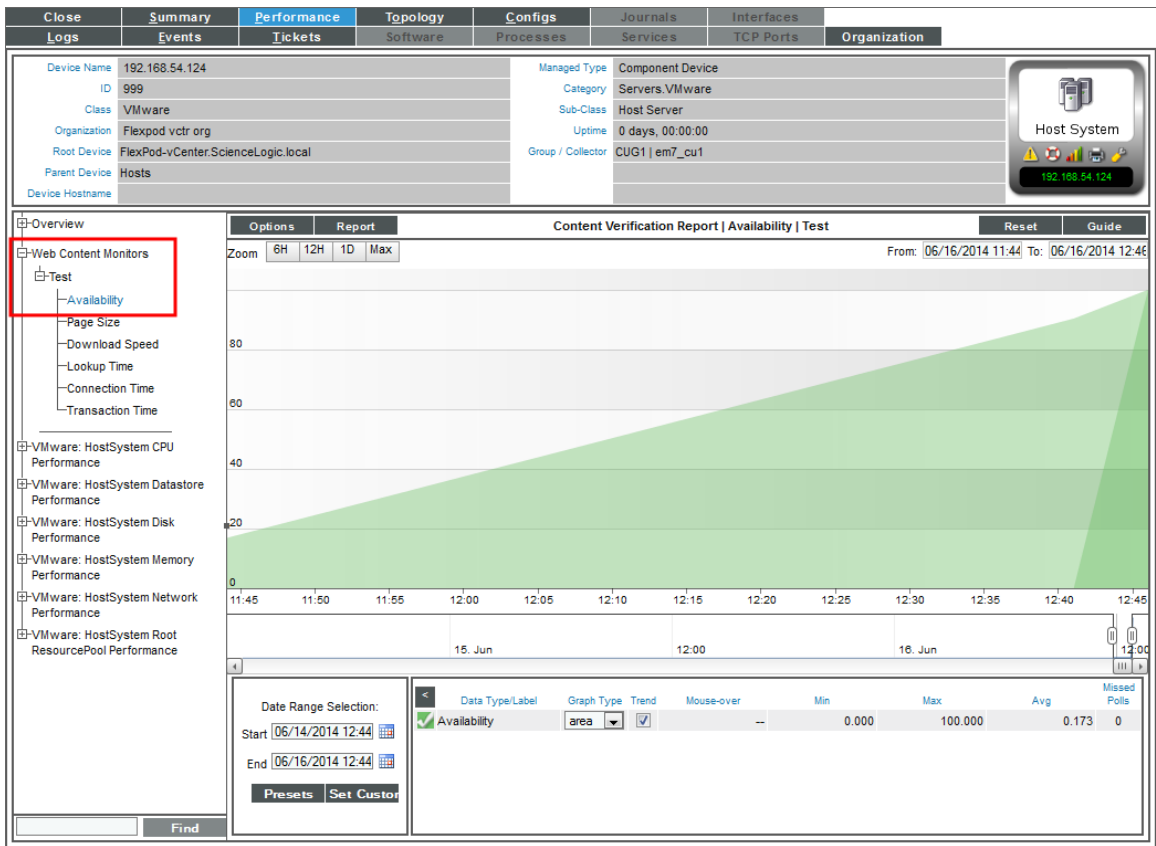 Close Summary Performance Topology Configs Journals Interfaces
Logs Events Tickets Software Processes Services TCP Ports Organization
Device Name 192.168.54.124 Managed Type Component Device
ID 999 Category Servers.VMware
Class VMware Sub-Class Host Server
Organization Flexpod vctr org Uptime 0 days, 00:00:00
Root Device FlexPod-vCenter.ScienceLogic.local Group / Collector CUG1 | em7_cu1
Parent Device Hosts
Device Hostname
Host System
192.168.54.124
Overview
Web Content Monitors
Test
Availability
Page Size
Download Speed
Lookup Time
Connection Time
Transaction Time
VMware: HostSystem CPU
Performance
VMware: HostSystem Datastore
Performance
VMware: HostSystem Disk
Performance
VMware: HostSystem Memory
Performance
VMware: HostSystem Network
Performance
VMware: HostSystem Root
ResourcePool Performance
Find
Options Report Content Verification Report | Availability | Test Reset Guide
Zoom 6H 12H 1D Max From: 06/16/2014 11:44 To: 06/16/2014 12:46
80
60
40
20
0
11:45 11:50 11:55 12:00 12:05 12:10 12:15 12:20 12:25 12:30 12:35 12:40 12:45
15. Jun 12:00 16. Jun 12:00
Date Range Selection:
Start 06/14/2014 12:44
End 06/16/2014 12:44
Presets Set Custor
< Data Type/Label Graph Type Trend Mouse-over Min Max Avg Missed Polls
Availability area -- 0.000 100.000 0.173 0